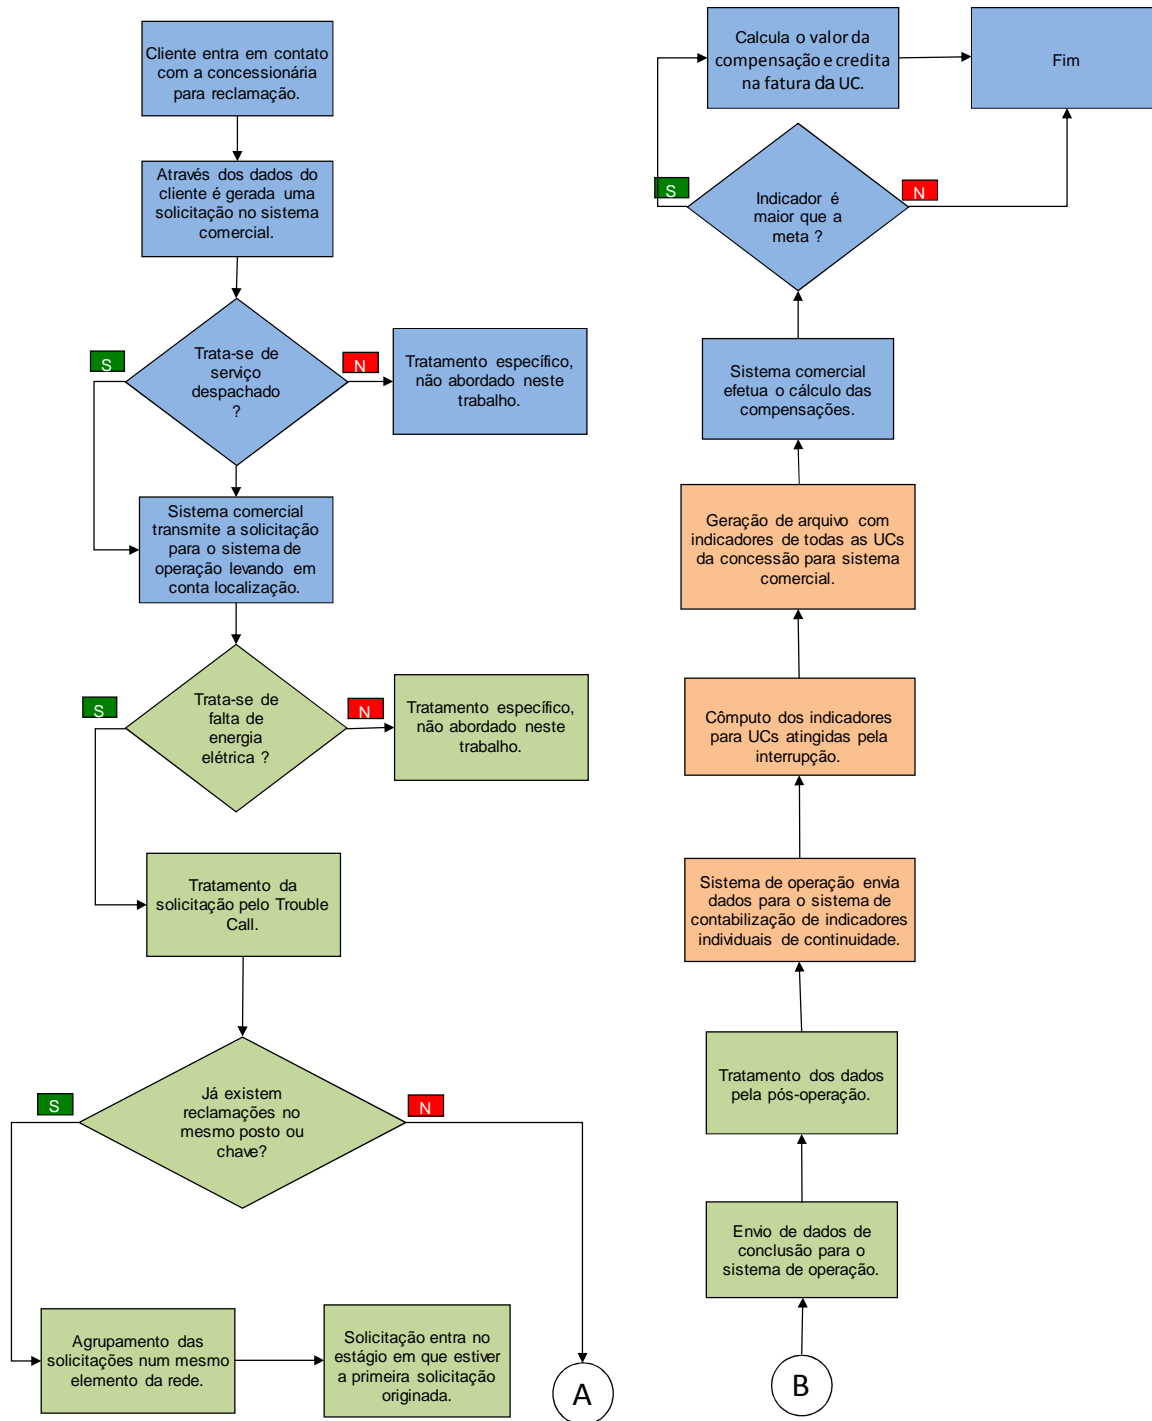 Cliente entra em contato
com a concessionária
para reclamação.
Através dos dados do
cliente é gerada uma
solicitação no sistema
comercial.
S
Trata-se de
serviço
despachado
?
N
Tratamento específico,
não abordado neste
trabalho.
Sistema comercial
transmite a solicitação
para o sistema de
operação levando em
conta localização.
S
Trata-se de
falta de
energia
elétrica ?
N
Tratamento específico,
não abordado neste
trabalho.
Tratamento da
solicitação pelo Trouble
Call.
S
Já existem
reclamações no
mesmo posto ou
chave?
N
Agrupamento das
solicitações num mesmo
elemento da rede.
Solicitação entra no
estágio em que estiver
a primeira solicitação
originada.
A
Calcula o valor da
compensação e credita
na fatura da UC.
Fim
S
Indicador é
maior que a
meta ?
N
Sistema comercial
efetua o cálculo das
compensações.
Geração de arquivo com
indicadores de todas as UCs
da concessão para sistema
comercial.
Cômputo dos indicadores
para UCs atingidas pela
interrupção.
Sistema de operação envia
dados para o sistema de
contabilização de indicadores
individuais de continuidade.
Tratamento dos dados
pela pós-operação.
Envio de dados de
conclusão para o
sistema de operação.
B